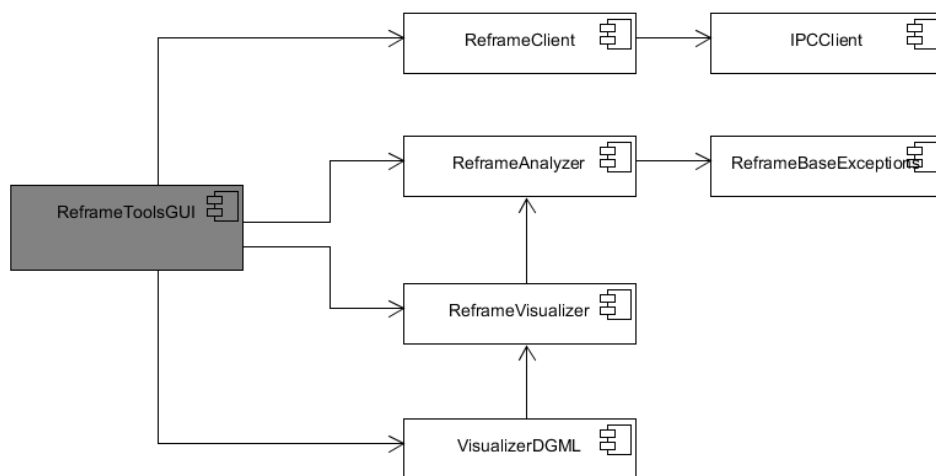 ReframeClient
IPCClient
ReframeAnalyzer
ReframeBaseExceptions
ReframeToolsGUI
ReframeVisualizer
VisualizerDGML